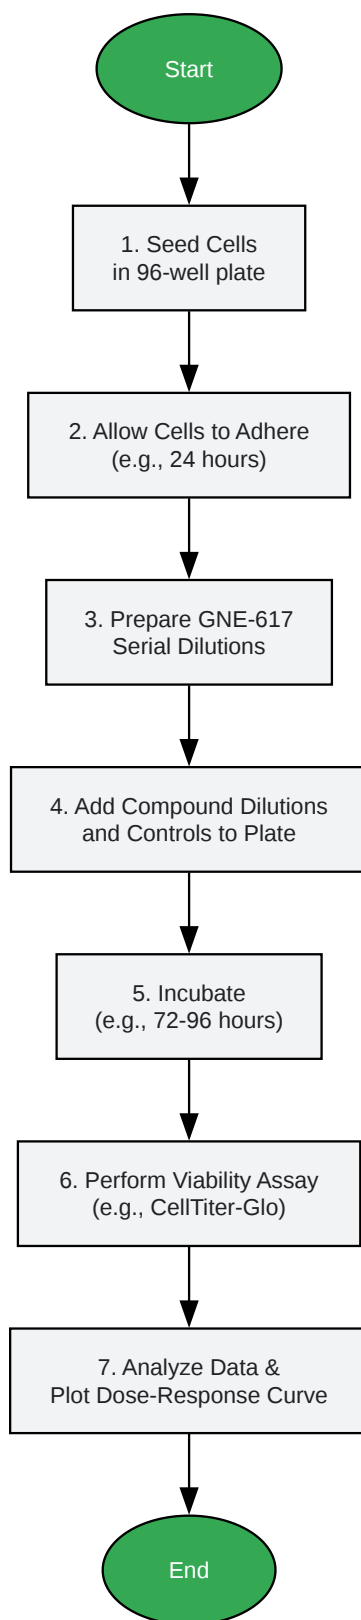 Start
1. Seed Cells
in 96-well plate
2. Allow Cells to Adhere
(e.g., 24 hours)
3. Prepare GNE-617
Serial Dilutions
4. Add Compound Dilutions
and Controls to Plate
5. Incubate
(e.g., 72-96 hours)
6. Perform Viability Assay
(e.g., CellTiter-Glo)
7. Analyze Data &
Plot Dose-Response Curve
End